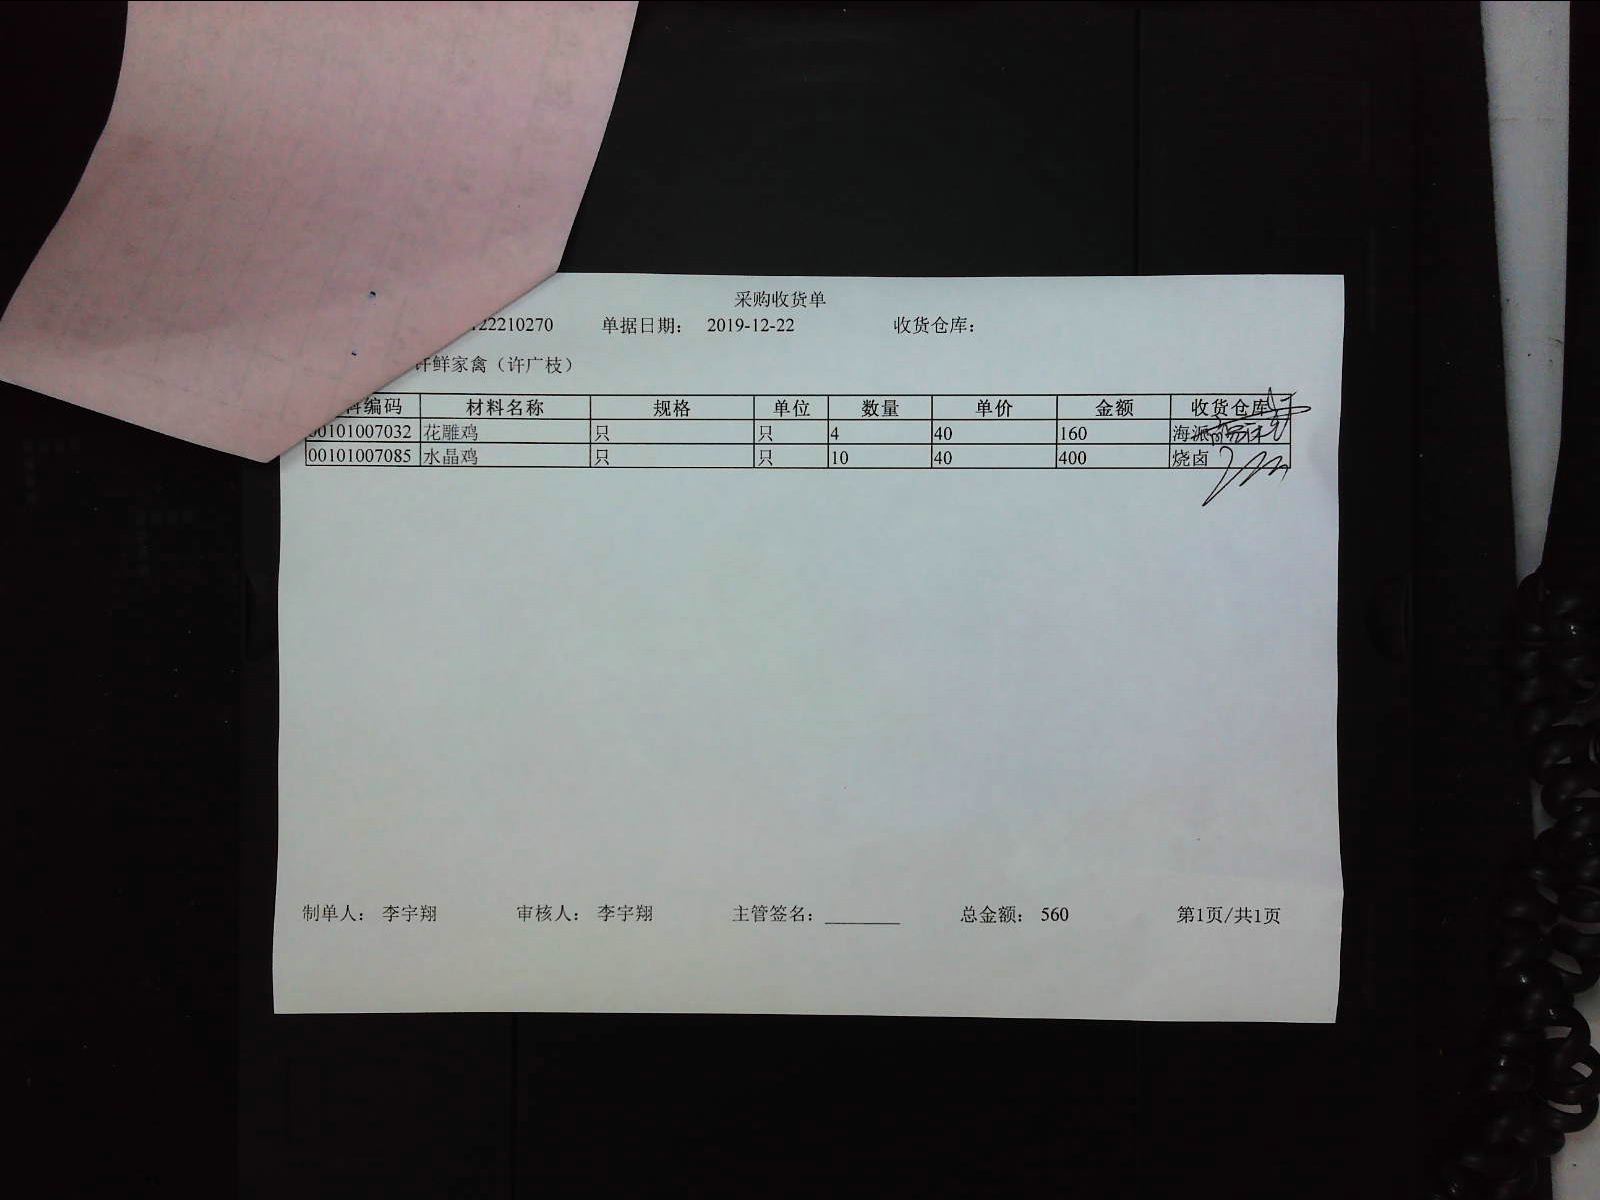 采购收货单
122210270 单据日期： 2019-12-22 收货仓库：
许鲜家禽（许广枝）
料编码 材料名称 规格 单位 数量 单价 金额 收货仓库
00101007032 花雕鸡 只 只 4 40 160 海派
00101007085 水晶鸡 只 只 10 40 400 烧卤
制单人： 李宇翔 审核人： 李宇翔 主管签名： 总金额： 560 第1页/共1页